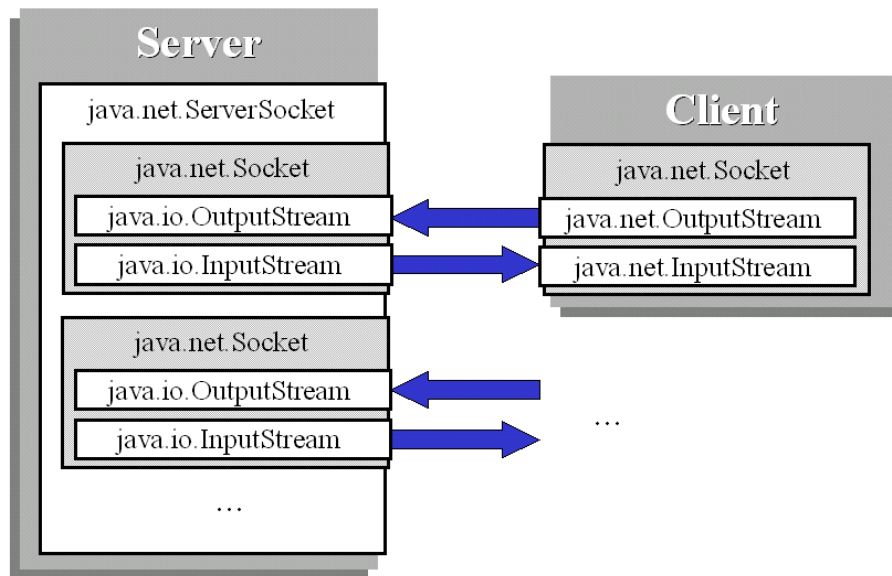 Server
java.net.ServerSocket
java.net.Socket
java.io.OutputStream
java.io.InputStream
java.net.Socket
java.io.OutputStream
java.io.InputStream
...
Client
java.net.Socket
java.net.OutputStream
java.net.InputStream
...